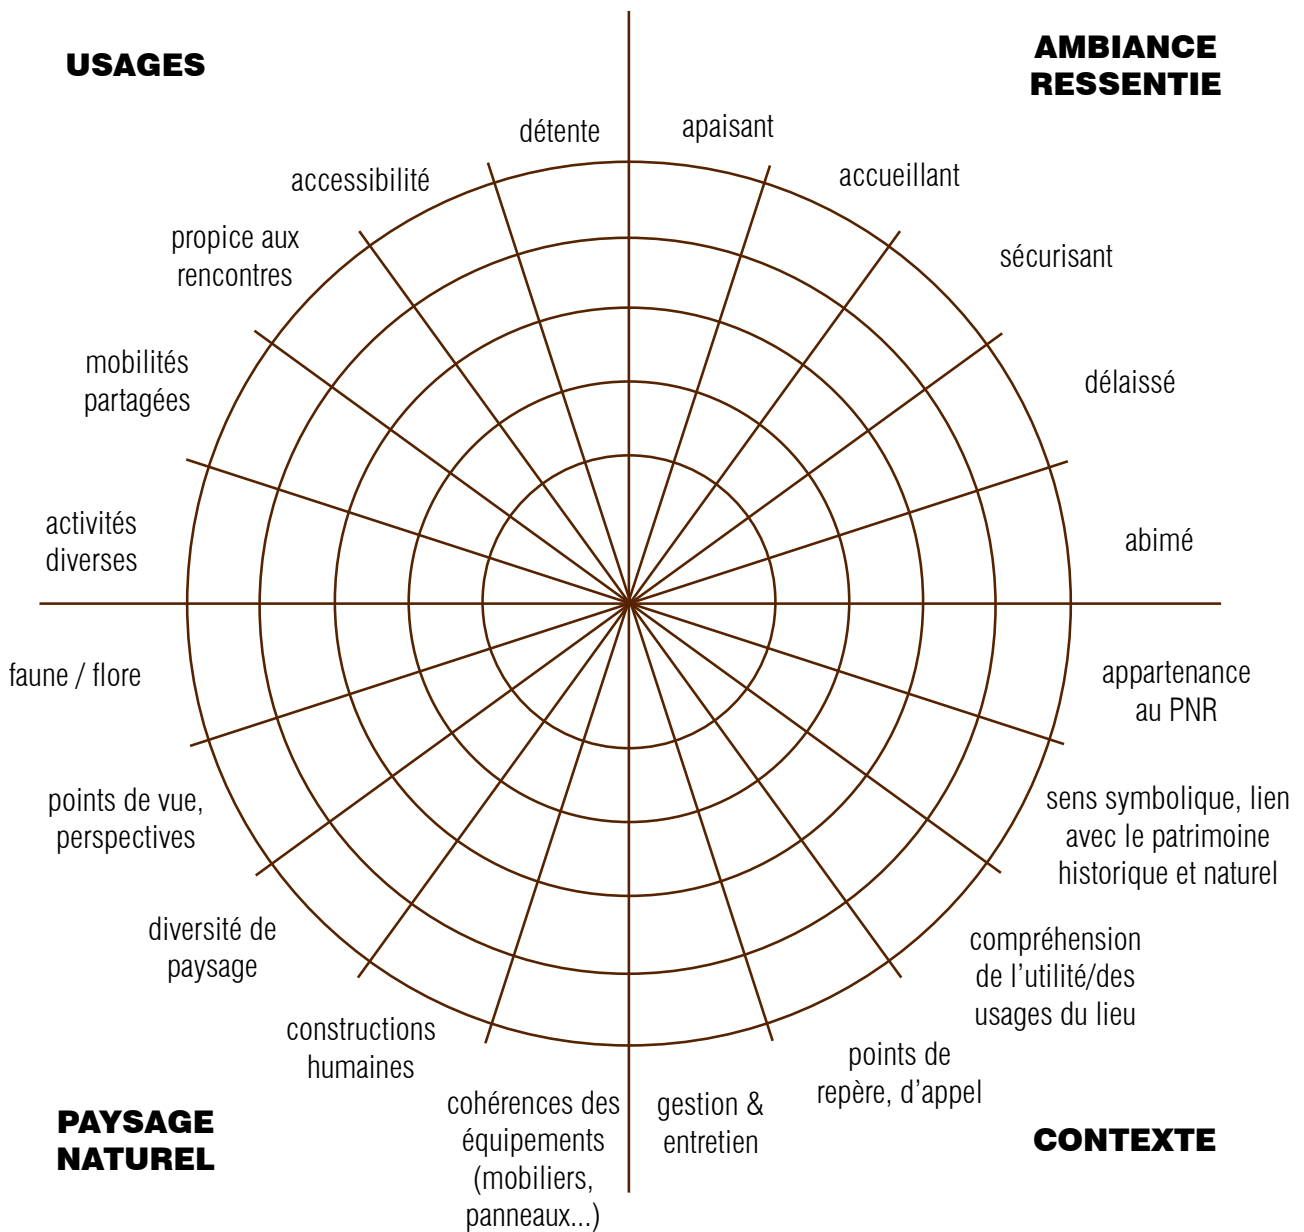 USAGES
AMBIANCE
RESSENTIE
détente
apaisant
accessibilité
accueillant
propice aux
rencontres
sécurisant
mobilités
partagées
délaissé
activités
diverses
abimé
faune / flore
appartenance
au PNR
points de vue,
perspectives
sens symbolique, lien
avec le patrimoine
historique et naturel
diversité de
paysage
compréhension
de l'utilité/des
usages du lieu
constructions
humaines
points de
repère, d'appel
cohérences des
équipements
(mobiliers,
panneaux...)
gestion &
entretien
PAYSAGE
NATUREL
CONTEXTE